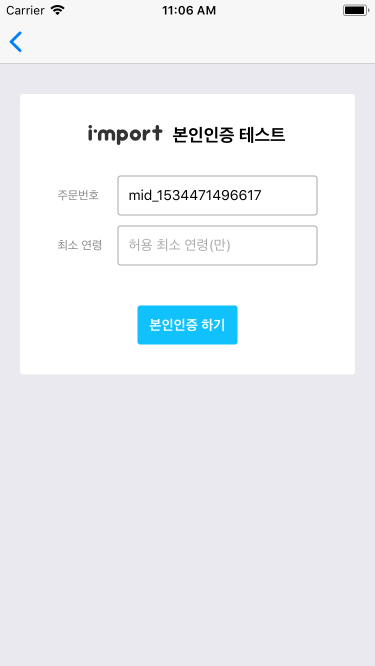 Carrier 11:06 AM
i'mport 본인인증 테스트
주문번호 mid_1534471496617
최소 연령 허용 최소 연령(만)
본인인증 하기